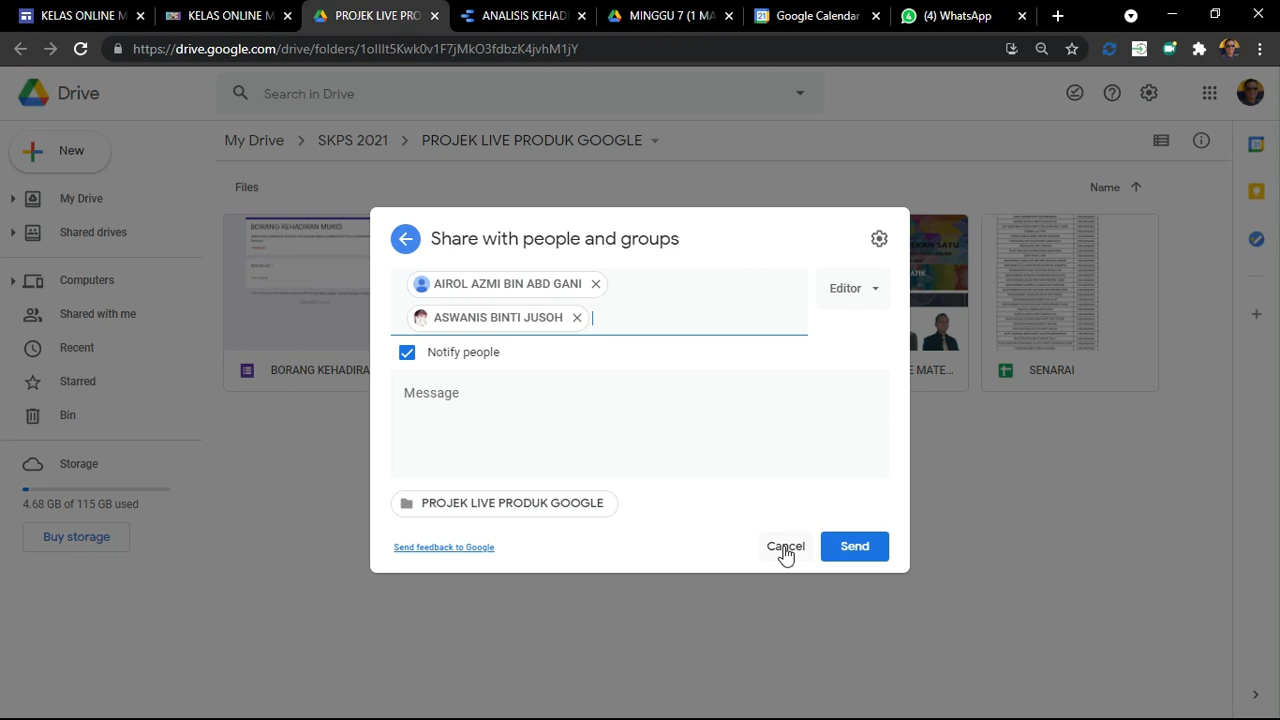 KELAS ONLINE M
KELAS ONLINE M
PROJEK LIVE PRO
ANALISIS KEHAD
MINGGU 7 (1 MA
Google Calendar
(4) WhatsApp
https://drive.google.com/drive/folders/1oIIIt5Kwk0v1F7jMkO3fdbzK4jvhM1jY
Drive
Search in Drive
New
My Drive
SKPS 2021
PROJEK LIVE PRODUK GOOGLE
Files
Name
My Drive
Shared drives
Computers
Shared with me
Recent
Starred
Bin
Storage
4.68 GB of 115 GB used
Buy storage
BORANG KEHADIRAN MURID
BORANG KEHADIRA
E MATE...
SENARAI
Share with people and groups
AIROL AZMI BIN ABD GANI
Editor
ASWANIS BINTI JUSOH
Notify people
Message
PROJEK LIVE PRODUK GOOGLE
Send feedback to Google
Cancel
Send